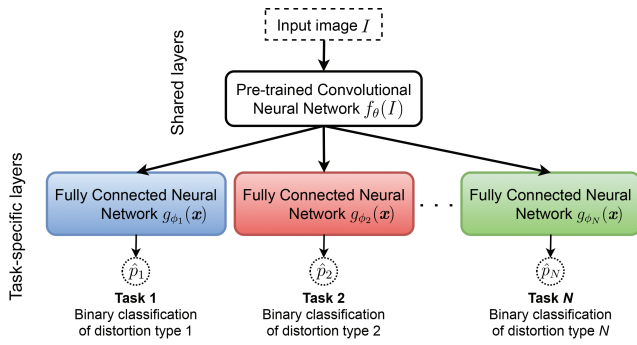 Input image I
Shared layers
Pre-trained Convolutional
Neural Network f_θ(I)
Task-specific layers
Fully Connected Neural
Network g_ϕ₁(x)
Fully Connected Neural
Network g_ϕ₂(x)
. . .
Fully Connected Neural
Network g_ϕ_N(x)
p̂₁
p̂₂
p̂_N
Task 1
Binary classification
of distortion type 1
Task 2
Binary classification
of distortion type 2
Task N
Binary classification
of distortion type N